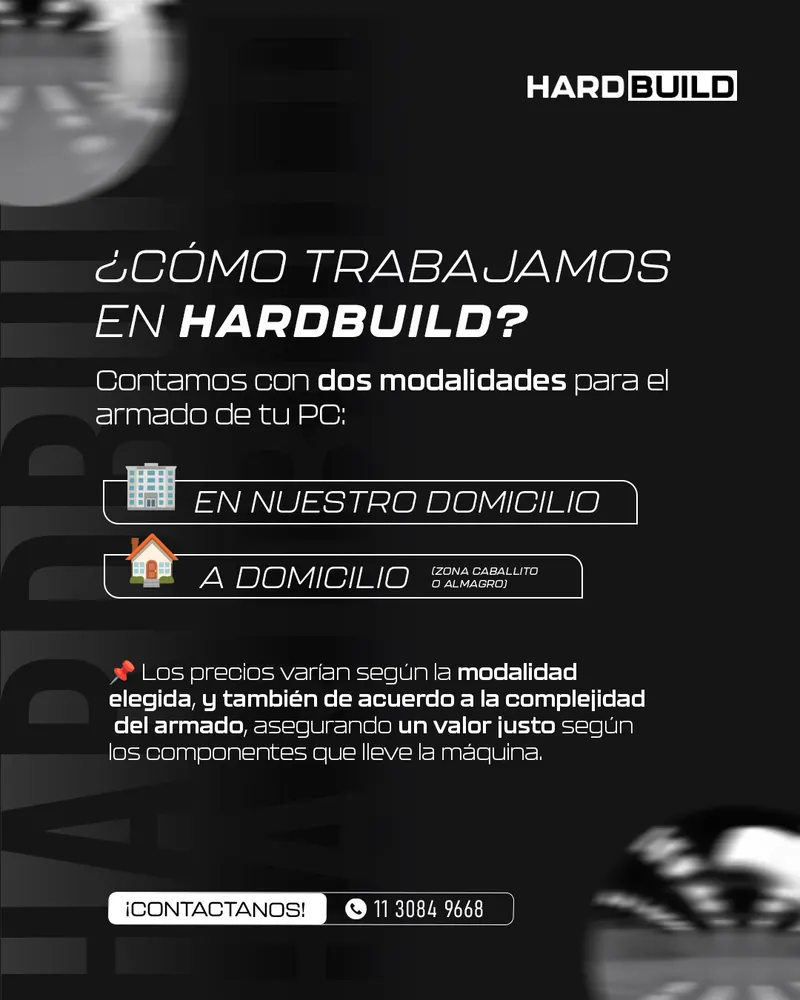 HARDBUILD
¿CÓMO TRABAJAMOS
EN HARDBUILD?
Contamos con dos modalidades para el
armado de tu PC:
EN NUESTRO DOMICILIO
A DOMICILIO (ZONA CABALLITO
O ALMAGRO)
📌 Los precios varían según la modalidad
elegida, y también de acuerdo a la complejidad
del armado, asegurando un valor justo según
los componentes que lleve la máquina.
¡CONTACTANOS! 11 3084 9668